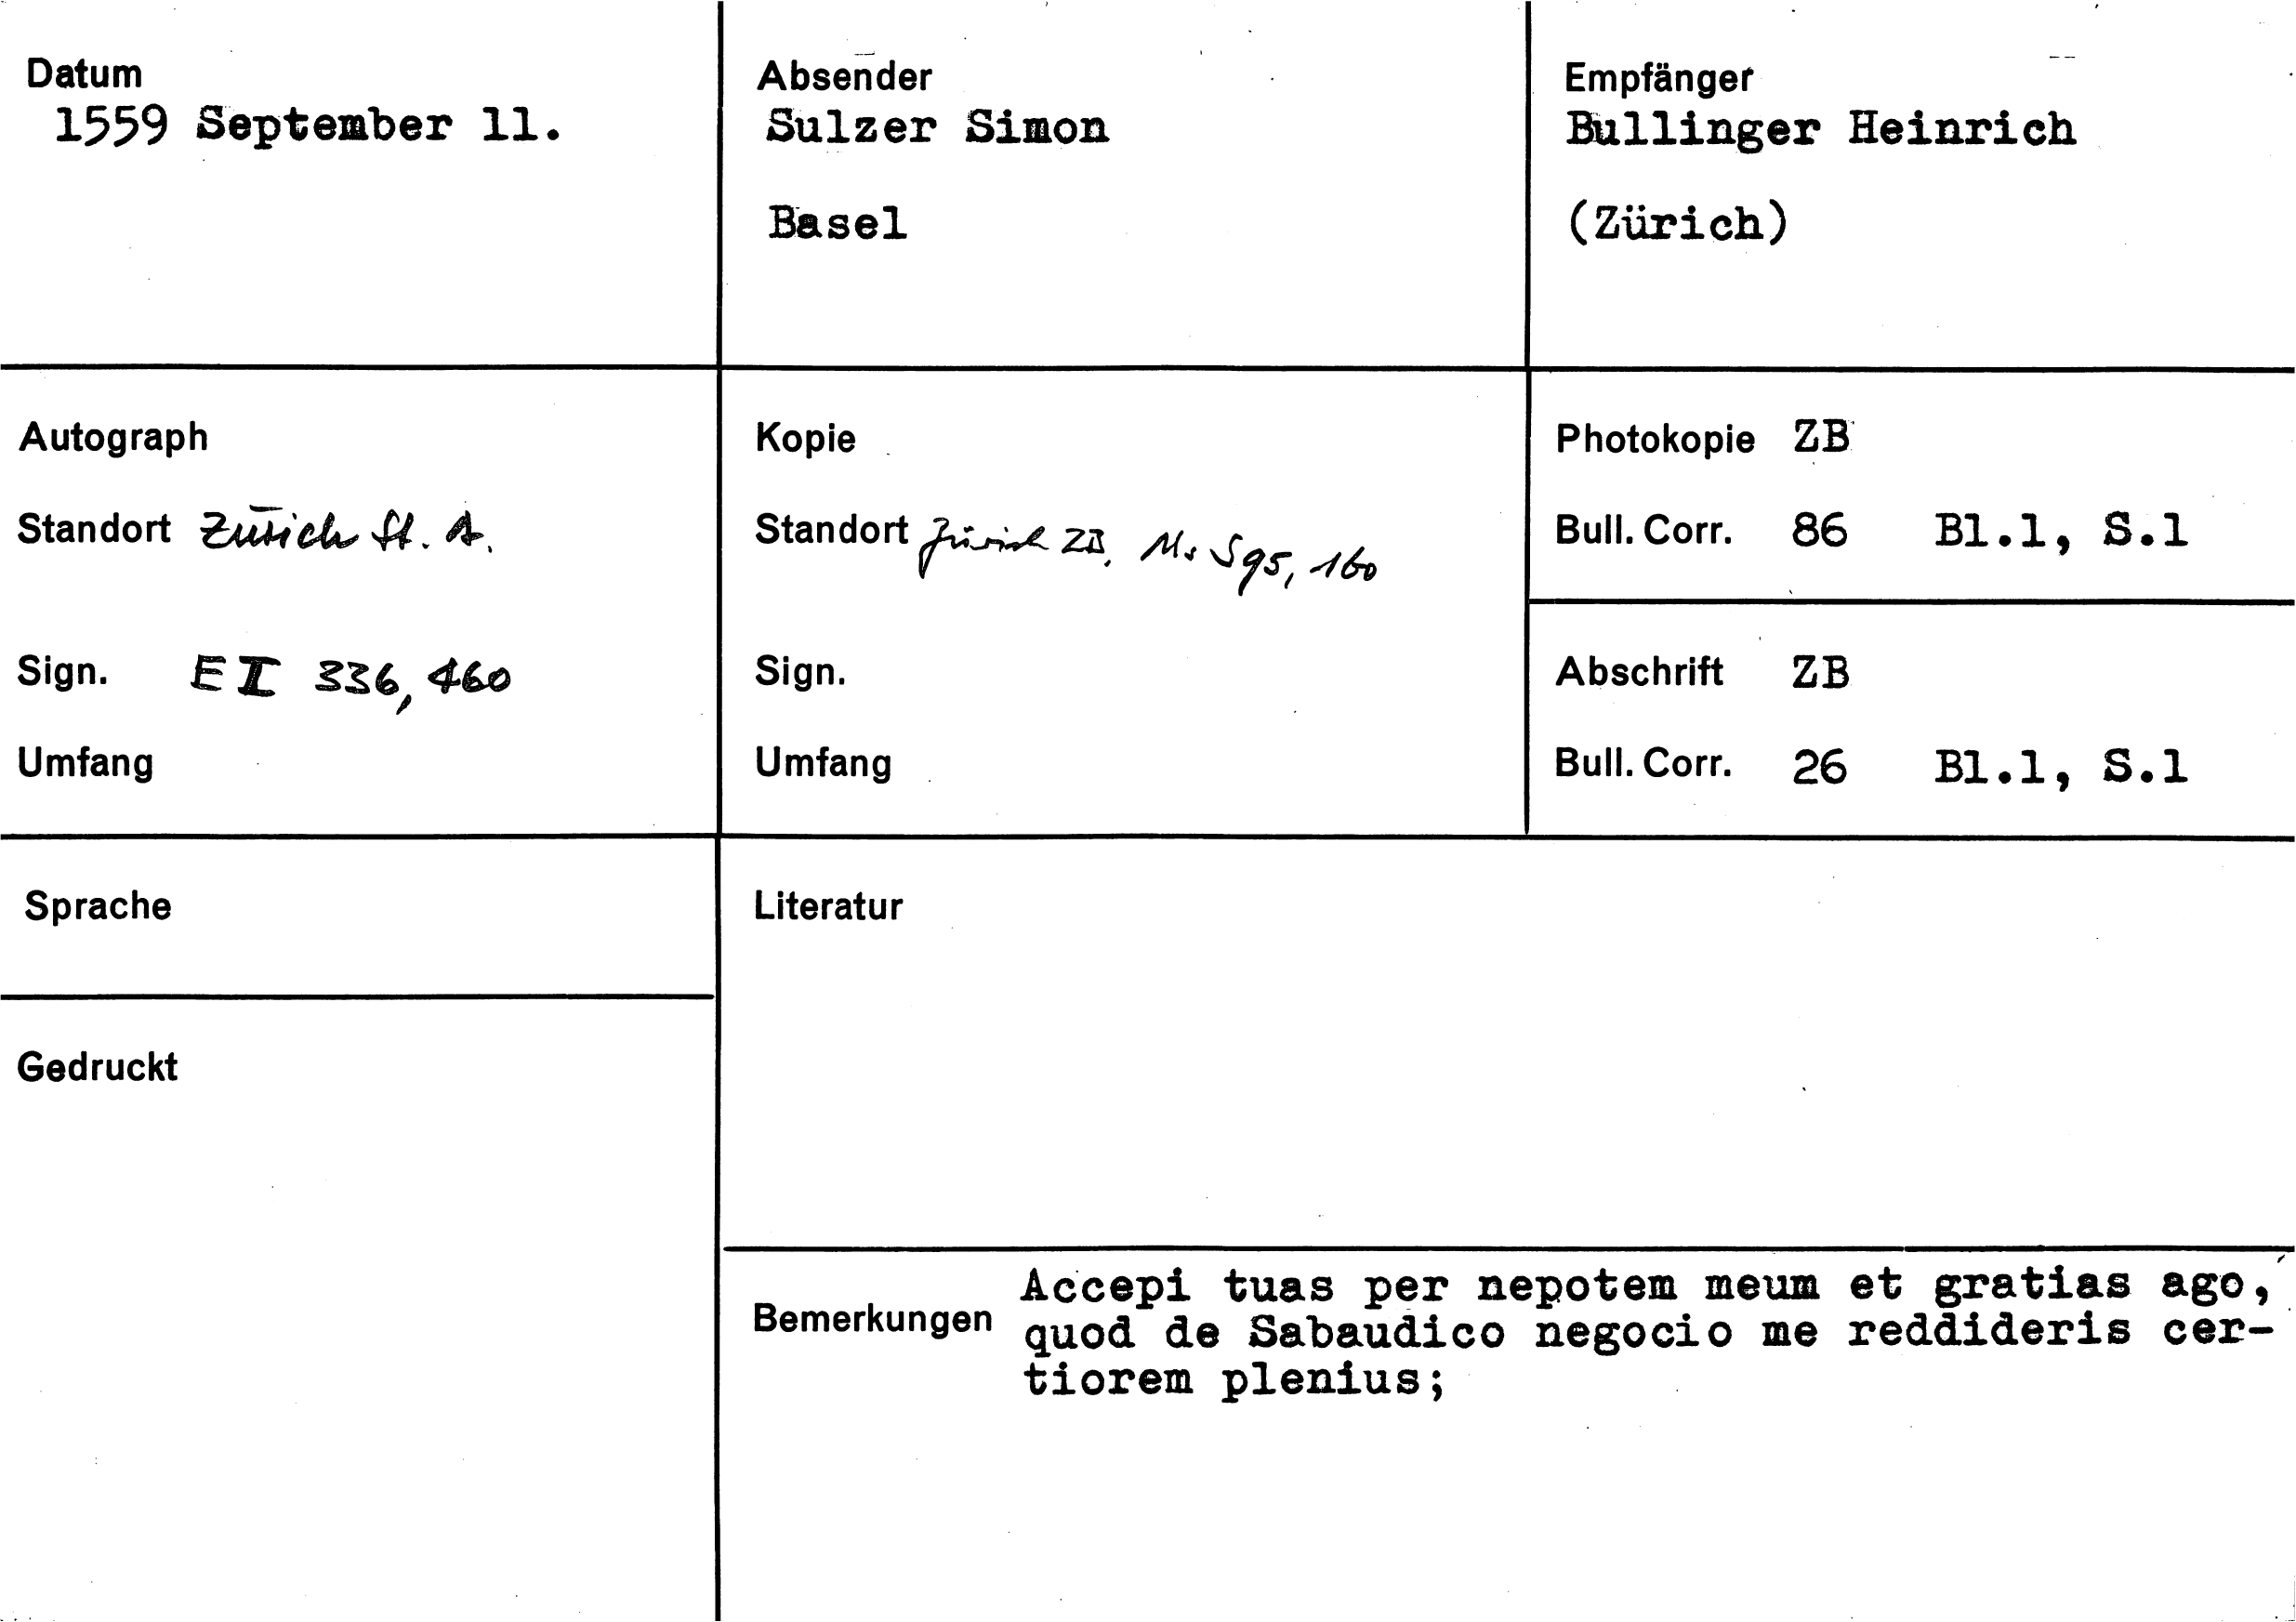 Datum
1559 September 11.
Absender
Sulzer Simon
Basel
Empfänger
Bullinger Heinrich
(Zürich)
Autograph
Standort Zürich St. A.
Sign. E I 336, 460
Umfang
Kopie
Standort Zürich ZB, Ms S 95, 160
Sign.
Umfang
Photokopie ZB
Bull. Corr. 86 Bl.1, S.1
Abschrift ZB
Bull. Corr. 26 Bl.1, S.1
Sprache
Gedruckt
Literatur
Bemerkungen
Accepi tuas per nepotem meum et gratias ago,
quod de Sabaudico negocio me reddideris cer-
tiorem plenius;